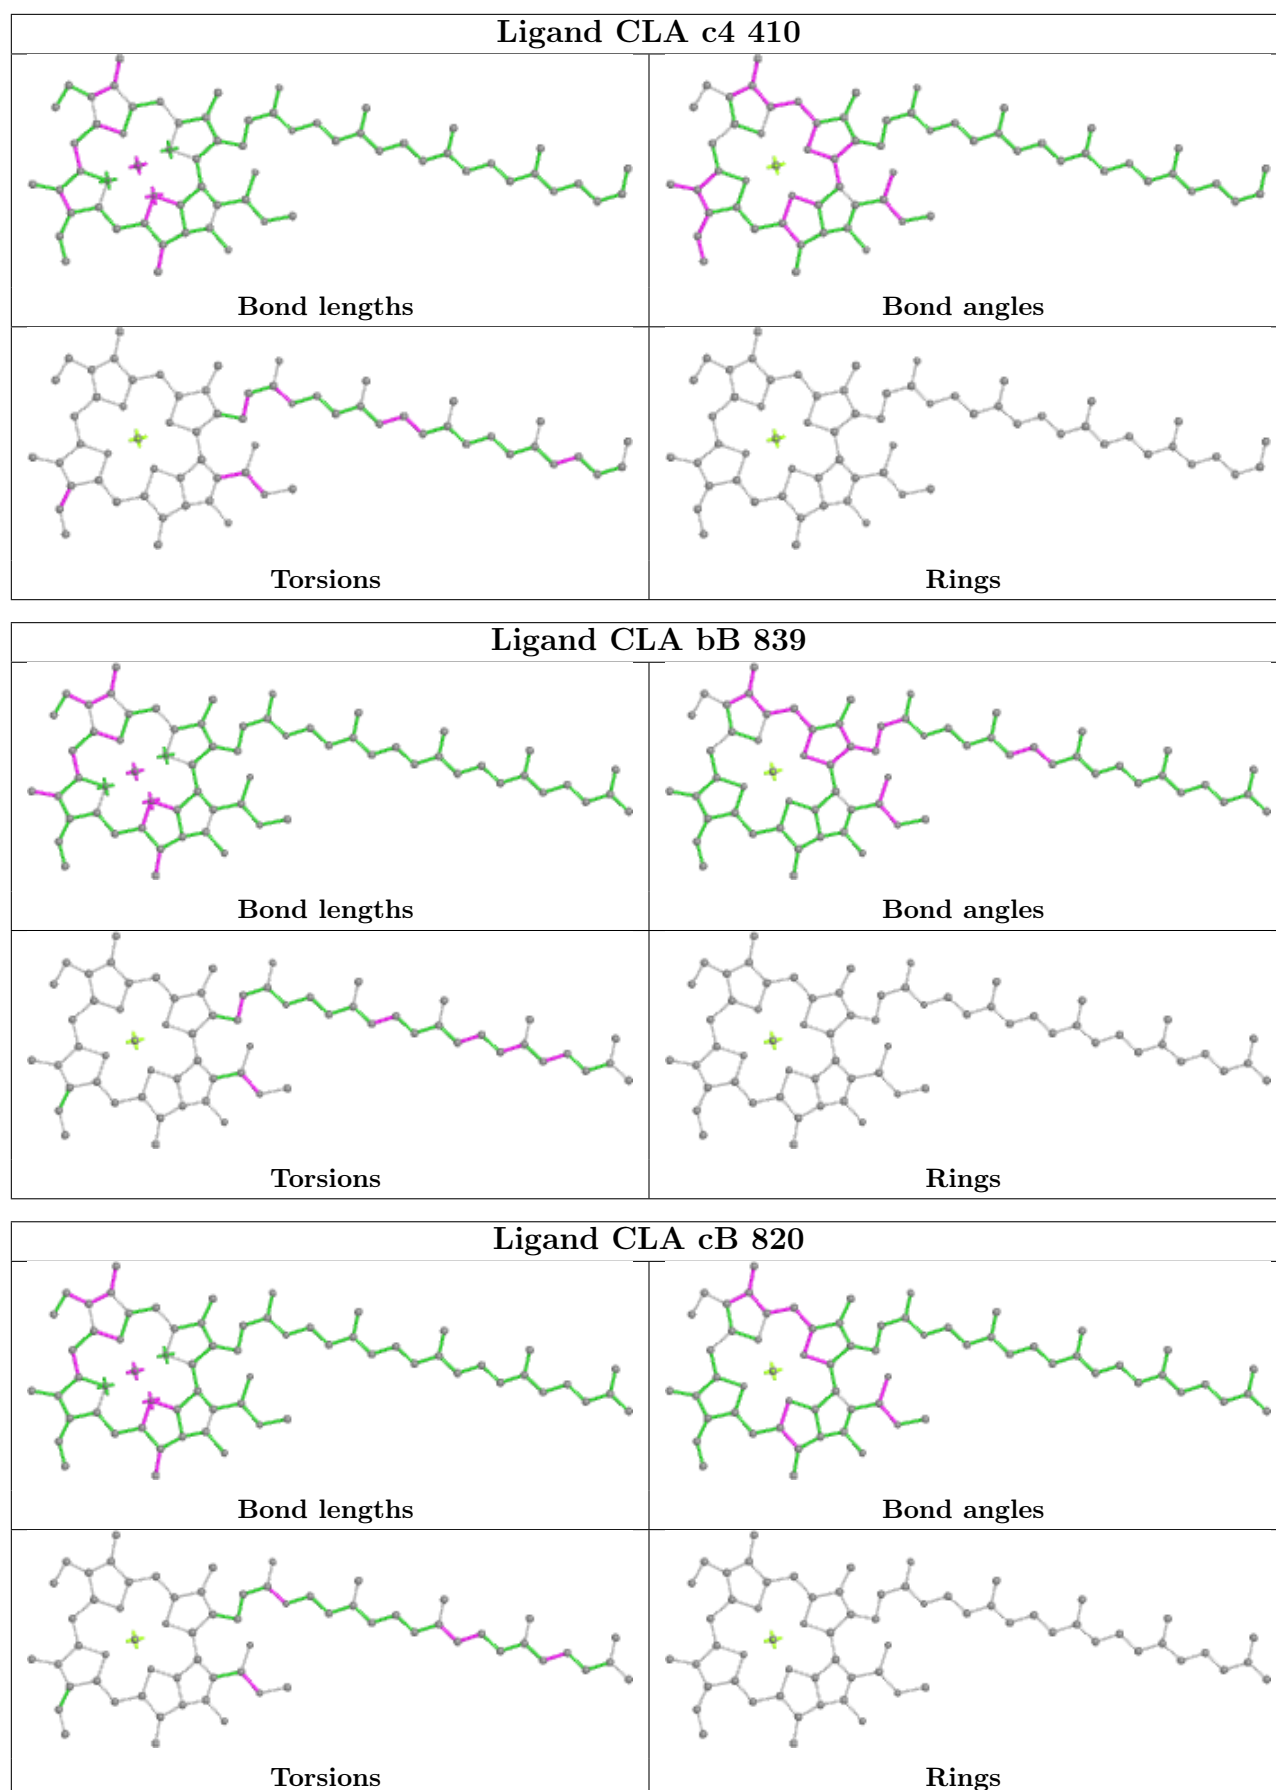 Ligand CLA c4 410
Bond lengths
Bond angles
Torsions
Rings
Ligand CLA bB 839
Bond lengths
Bond angles
Torsions
Rings
Ligand CLA cB 820
Bond lengths
Bond angles
Torsions
Rings